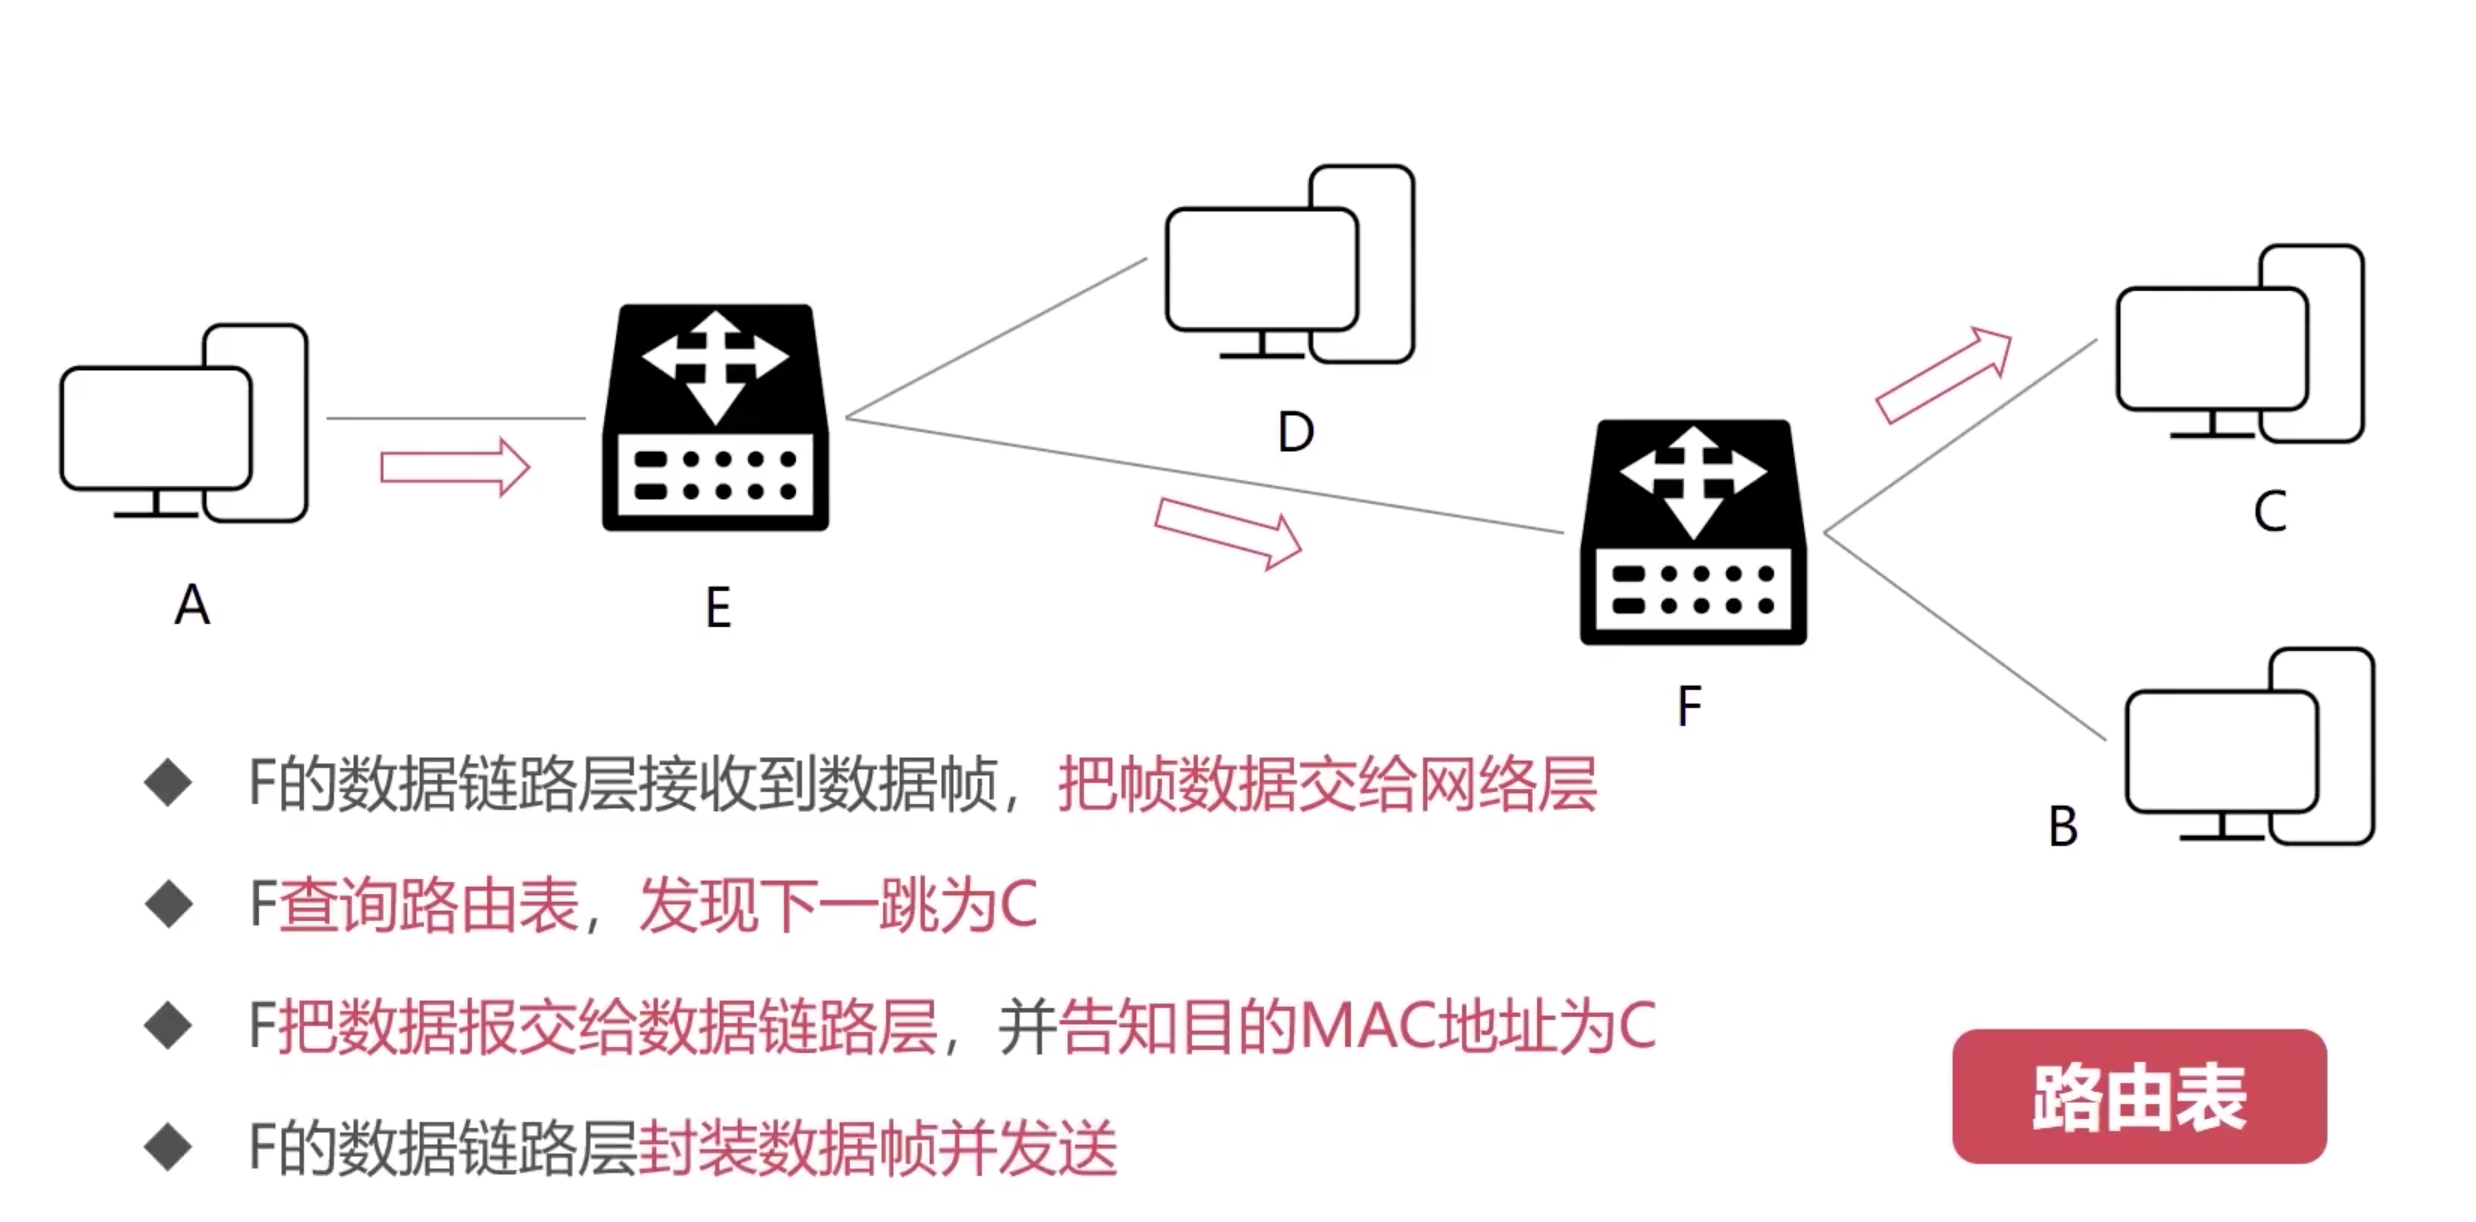 D
C
A
E
F
B
F的数据链路层接收到数据帧，把帧数据交给网络层
F查询路由表，发现下一跳为C
F把数据报交给数据链路层，并告知目的MAC地址为C
F的数据链路层封装数据帧并发送
路由表